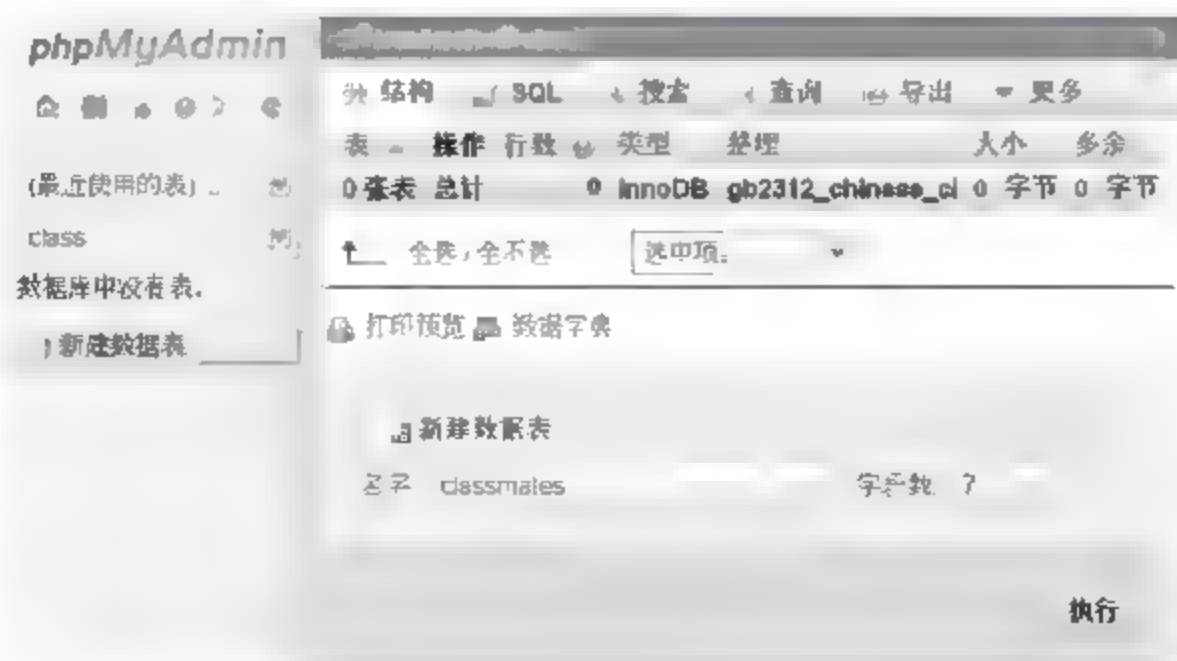 phpMyAdmin
结构 SQL 搜索 查询 导出 更多
表 操作 行数 类型 整理 大小 多余
(最近使用的表)
0 张表 总计 0 InnoDB gb2312_chinese_ci 0 字节 0 字节
class
全选 / 全不选 选中项:
数据库中没有表。
打印预览 数据字典
新建数据表
新建数据表
名字 classmates 字段数: 7
执行